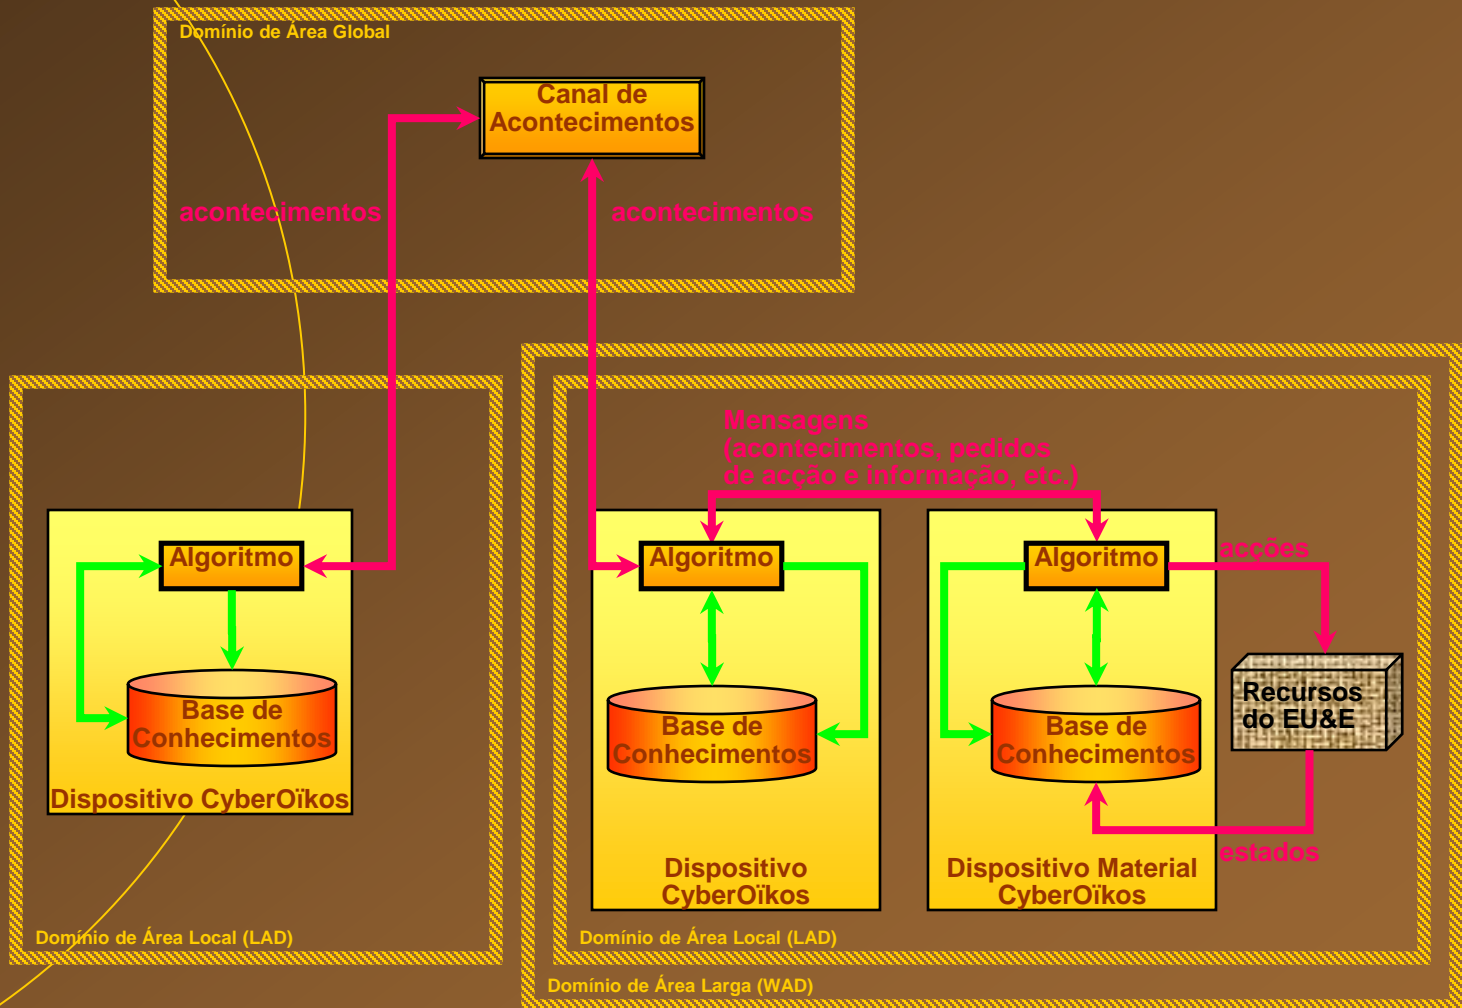 Domínio de Área Global
Canal de
Acontecimentos
acontecimentos
acontecimentos
Mensagens
(acontecimentos, pedidos
de acção e informação, etc.)
Algoritmo
Base de
Conhecimentos
Dispositivo CyberOïkos
Domínio de Área Local (LAD)
Algoritmo
Base de
Conhecimentos
Dispositivo
CyberOïkos
Algoritmo
Base de
Conhecimentos
Dispositivo Material
CyberOïkos
acções
Recursos
do EU&E
estados
Domínio de Área Local (LAD)
Domínio de Área Larga (WAD)